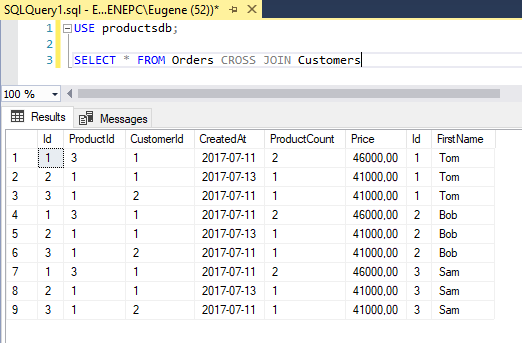 SQLQuery1.sql - E...ENEPC\Eugene (52))*
1 USE productsdb;
2
3 SELECT * FROM Orders CROSS JOIN Customers
100 %
Results Messages
Id ProductId CustomerId CreatedAt ProductCount Price Id FirstName
1 1 3 1 2017-07-11 2 46000,00 1 Tom
2 2 1 1 2017-07-13 1 41000,00 1 Tom
3 3 1 2 2017-07-11 1 41000,00 1 Tom
4 1 3 1 2017-07-11 2 46000,00 2 Bob
5 2 1 1 2017-07-13 1 41000,00 2 Bob
6 3 1 2 2017-07-11 1 41000,00 2 Bob
7 1 3 1 2017-07-11 2 46000,00 3 Sam
8 2 1 1 2017-07-13 1 41000,00 3 Sam
9 3 1 2 2017-07-11 1 41000,00 3 Sam